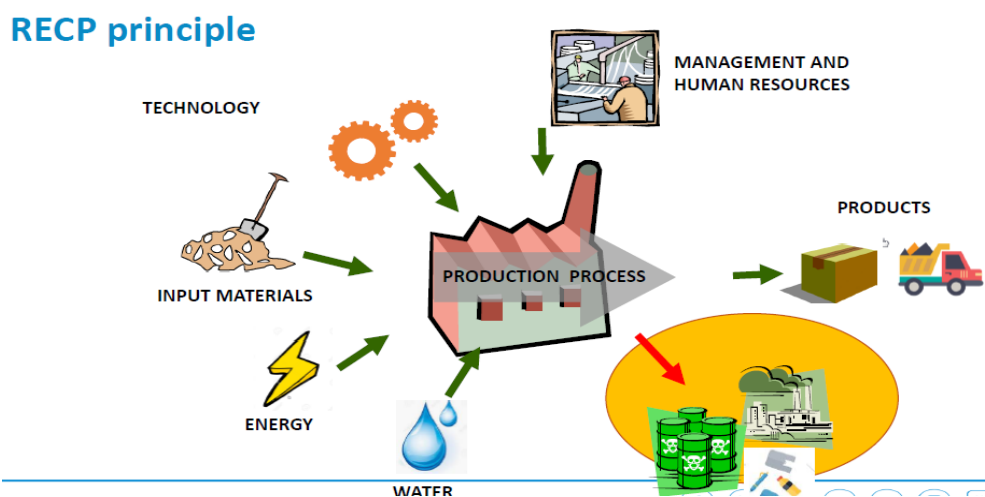 RECP principle
MANAGEMENT AND
HUMAN RESOURCES
TECHNOLOGY
PRODUCTS
PRODUCTION PROCESS
INPUT MATERIALS
ENERGY
WATER